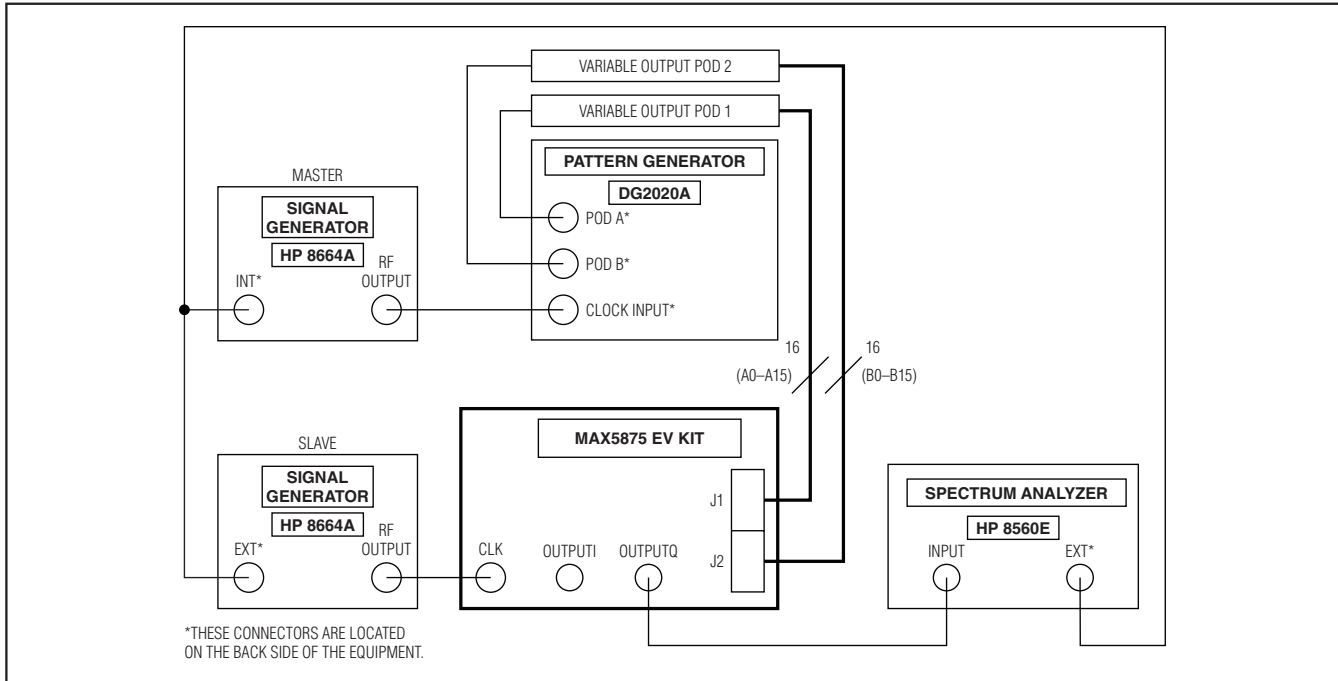 VARIABLE OUTPUT POD 2
VARIABLE OUTPUT POD 1
PATTERN GENERATOR
DG2020A
POD A*
POD B*
CLOCK INPUT*
MASTER
SIGNAL
GENERATOR
HP 8664A
INT*
RF
OUTPUT
16
(A0–A15)
16
(B0–B15)
SLAVE
SIGNAL
GENERATOR
HP 8664A
EXT*
RF
OUTPUT
MAX5875 EV KIT
J1
J2
CLK
OUTPUTI
OUTPUTQ
SPECTRUM ANALYZER
HP 8560E
INPUT
EXT*
*THESE CONNECTORS ARE LOCATED
ON THE BACK SIDE OF THE EQUIPMENT.